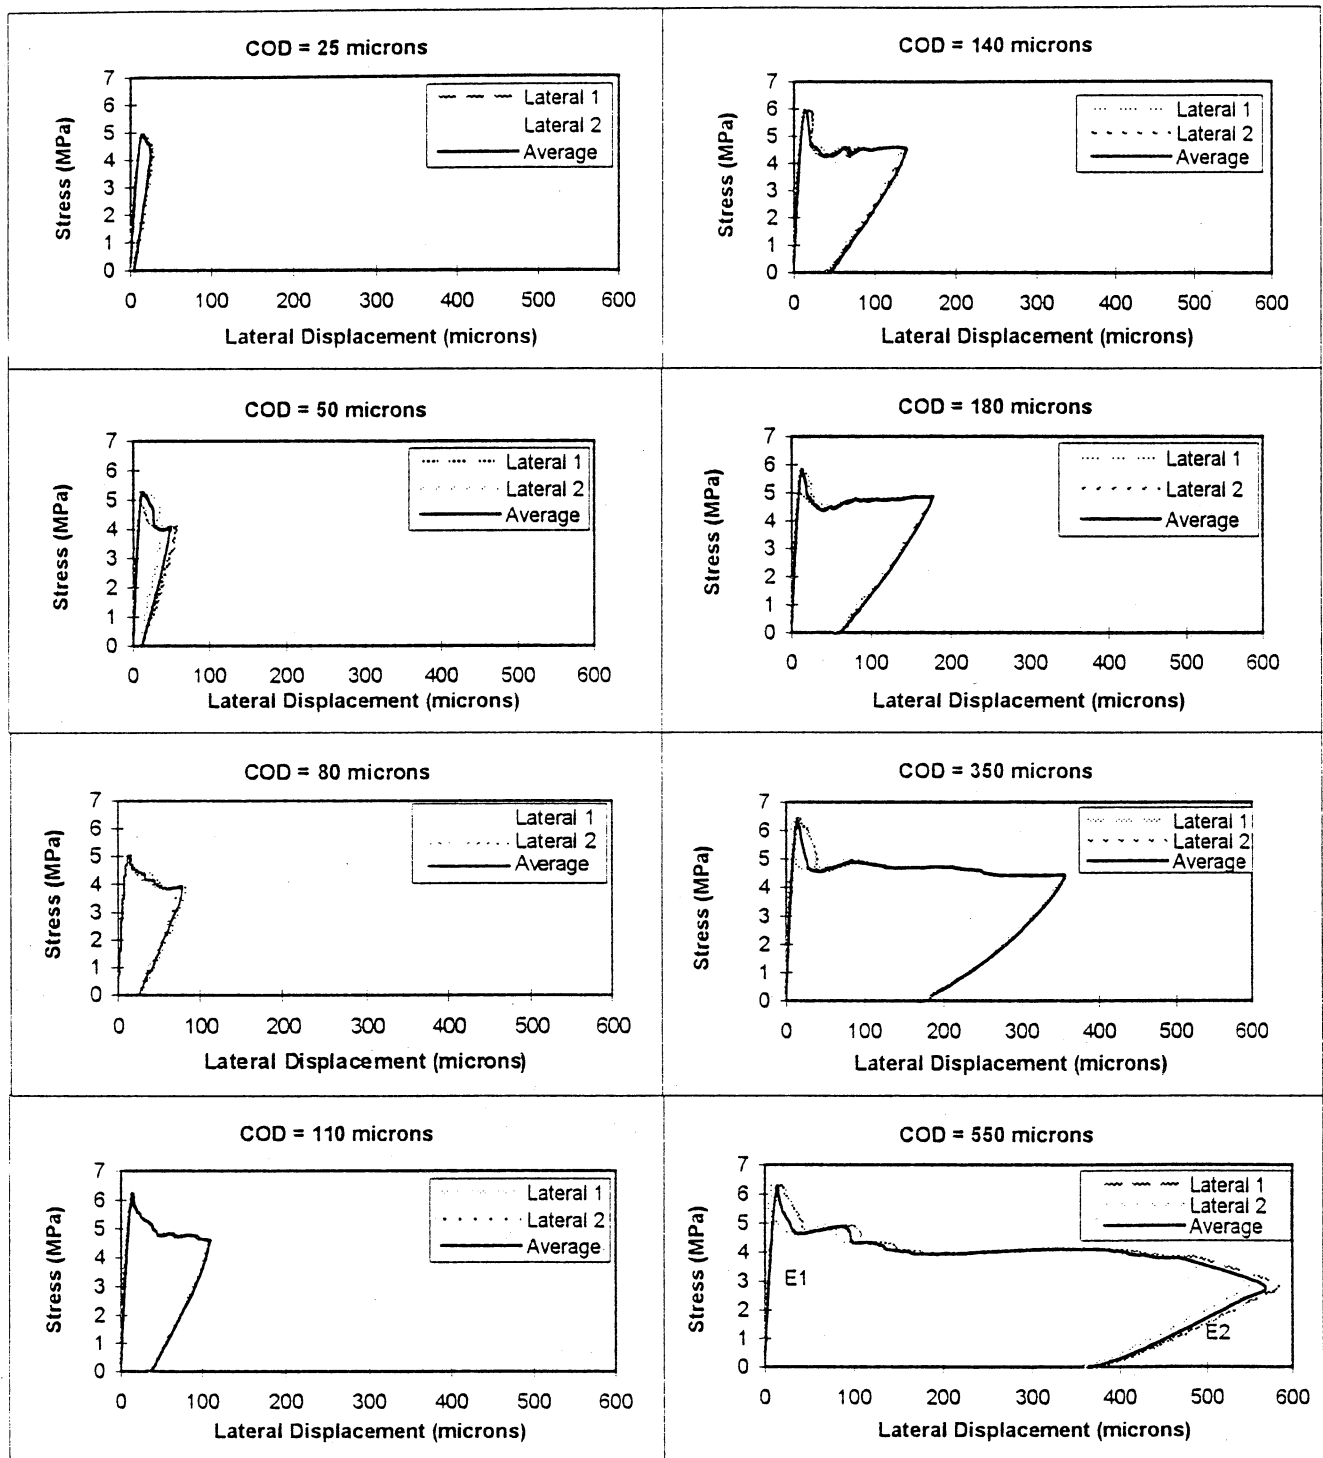 COD = 25 microns
7
6
5
4
3
2
1
0
Stress (MPa)
Lateral 1
Lateral 2
Average
0 100 200 300 400 500 600
Lateral Displacement (microns)
COD = 140 microns
7
6
5
4
3
2
1
0
Stress (MPa)
Lateral 1
Lateral 2
Average
0 100 200 300 400 500 600
Lateral Displacement (microns)
COD = 50 microns
7
6
5
4
3
2
1
0
Stress (MPa)
Lateral 1
Lateral 2
Average
0 100 200 300 400 500 600
Lateral Displacement (microns)
COD = 180 microns
7
6
5
4
3
2
1
0
Stress (MPa)
Lateral 1
Lateral 2
Average
0 100 200 300 400 500 600
Lateral Displacement (microns)
COD = 80 microns
7
6
5
4
3
2
1
0
Stress (MPa)
Lateral 1
Lateral 2
Average
0 100 200 300 400 500 600
Lateral Displacement (microns)
COD = 350 microns
7
6
5
4
3
2
1
0
Stress (MPa)
Lateral 1
Lateral 2
Average
0 100 200 300 400 500 600
Lateral Displacement (microns)
COD = 110 microns
7
6
5
4
3
2
1
0
Stress (MPa)
Lateral 1
Lateral 2
Average
0 100 200 300 400 500 600
Lateral Displacement (microns)
COD = 550 microns
7
6
5
4
3
2
1
0
Stress (MPa)
Lateral 1
Lateral 2
Average
E1
E2
0 100 200 300 400 500 600
Lateral Displacement (microns)